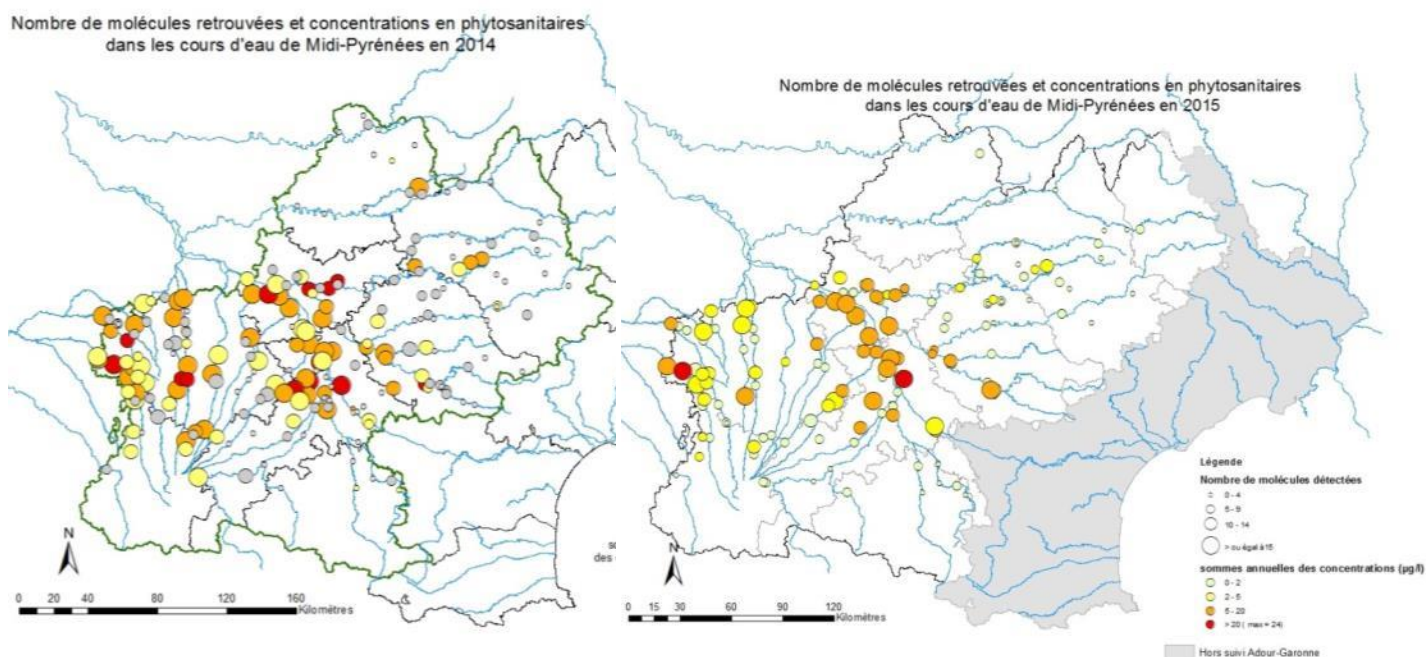 Nombre de molécules retrouvées et concentrations en phytosanitaires
dans les cours d'eau de Midi-Pyrénées en 2014
N
0 10 20 40 60 80 100 120 140 160
Kilomètres
Nombre de molécules retrouvées et concentrations en phytosanitaires
dans les cours d'eau de Midi-Pyrénées en 2015
N
0 15 30 60 90 120
Kilomètres
Légende
Nombre de molécules détectées
0 - 4
5 - 9
10 - 14
> ou égal à 15
sommes annuelles des concentrations (µg/l)
0 - 2
2 - 5
5 - 20
> 20 ( max = 24)
Hors suivi Adour-Garonne